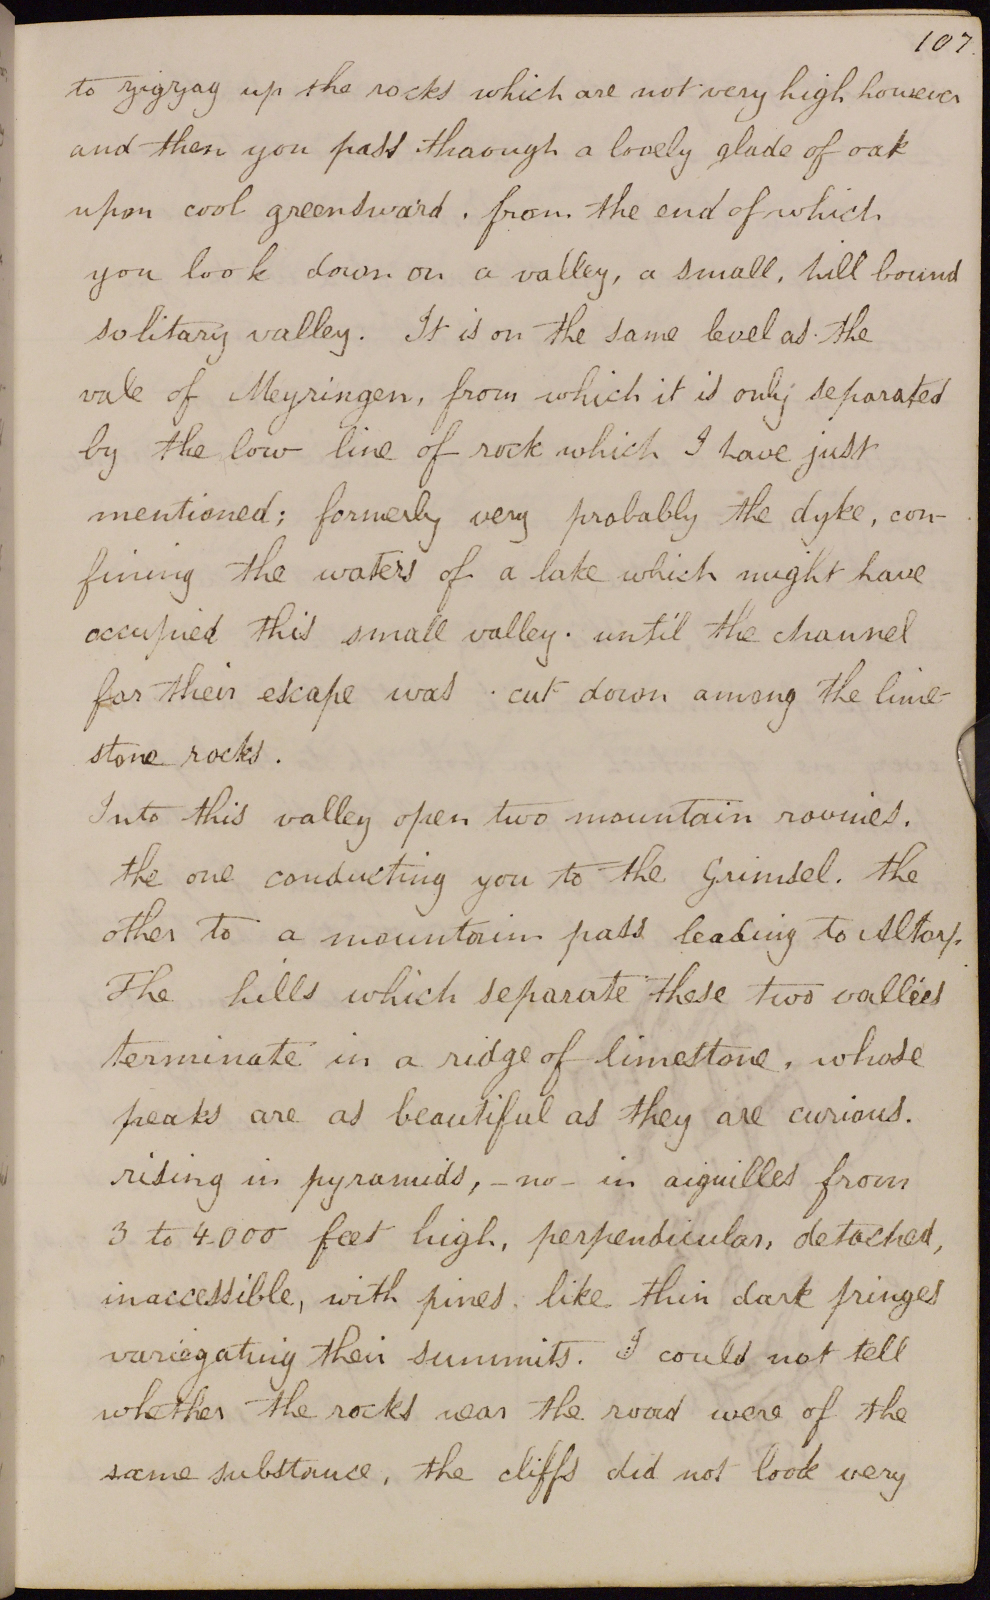 107.
to zigzag up the rocks which are not very high however
and then you pass through a lovely glade of oak
upon cool greensward. from the end of which
you look down on a valley, a small, hill bound
solitary valley. It is on the same level as the
vale of Meyringen, from which it is only separated
by the low line of rock which I have just
mentioned; formerly very probably the dyke, con-
fining the waters of a lake which might have
occupied this small valley. until the channel
for their escape was cut down among the lime-
stone rocks.
Into this valley open two mountain ravines.
the one conducting you to the Grimsel. the
other to a mountain pass leading to Altorf.
The hills which separate these two vallies
terminate in a ridge of limestone, whose
peaks are as beautiful as they are curious.
rising in pyramids, - no - in aiguilles from
3 to 4000 feet high, perpendicular, detached,
inaccessible, with pines. like thin dark fringes
variegating their summits. I could not tell
whether the rocks near the road were of the
same substance, the cliffs did not look very